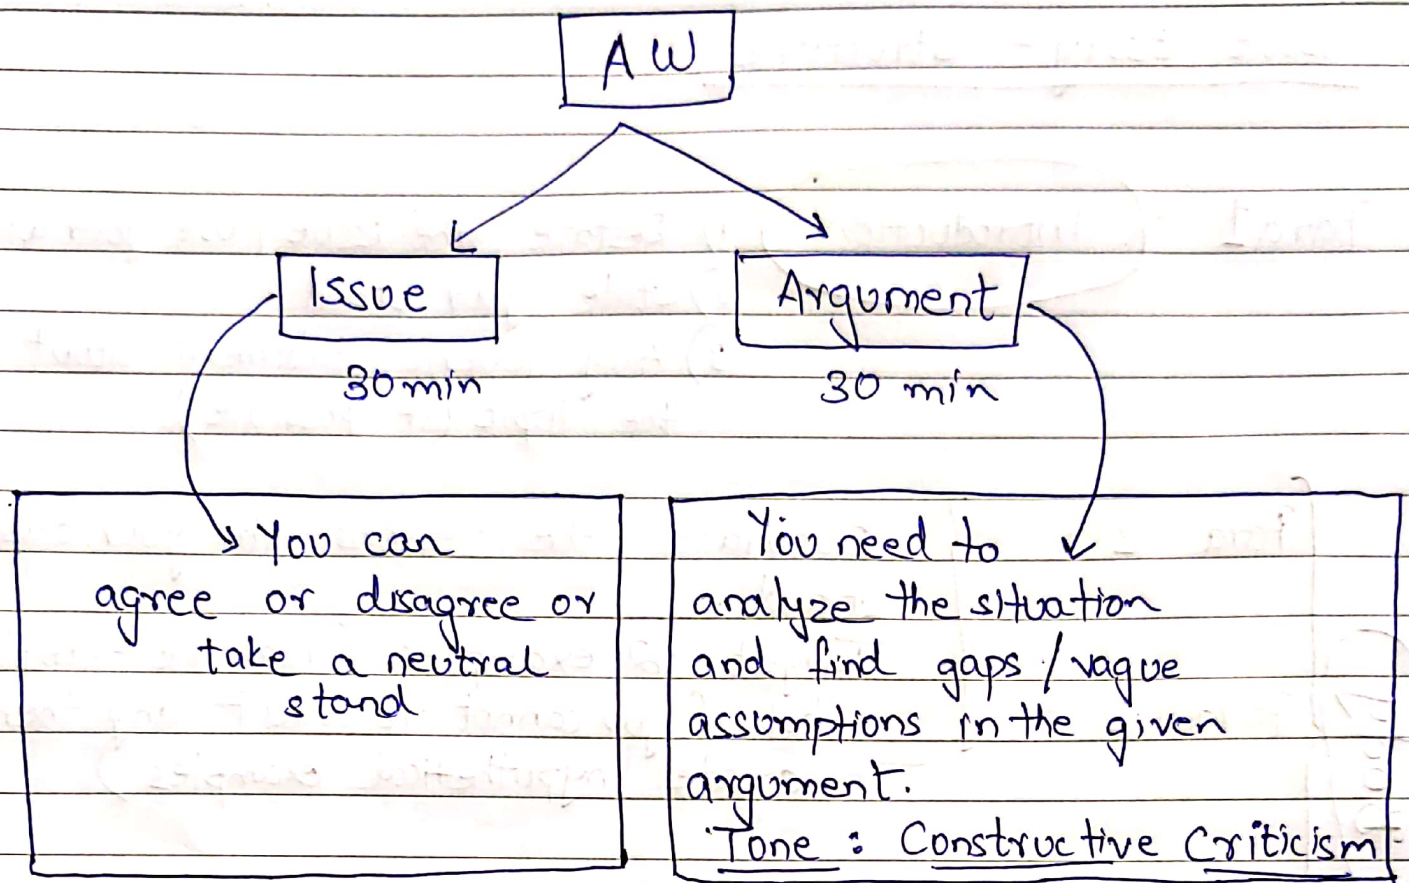 AW
Issue
Argument
30 min
30 min
You can
agree or disagree or
take a neutral
stand
You need to
analyze the situation
and find gaps / vague
assumptions in the given
argument.
Tone : Constructive Criticism